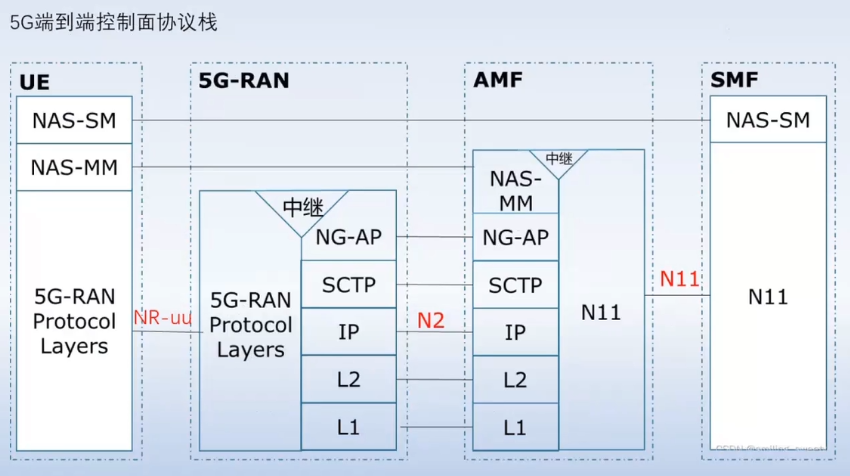 5G端到端控制面协议栈
UE
NAS-SM
NAS-MM
5G-RAN
Protocol
Layers
NR-uu
5G-RAN
中继
5G-RAN
Protocol
Layers
NG-AP
SCTP
IP
L2
L1
N2
AMF
中继
NAS-
MM
NG-AP
SCTP
IP
L2
L1
N11
N11
SMF
NAS-SM
N11